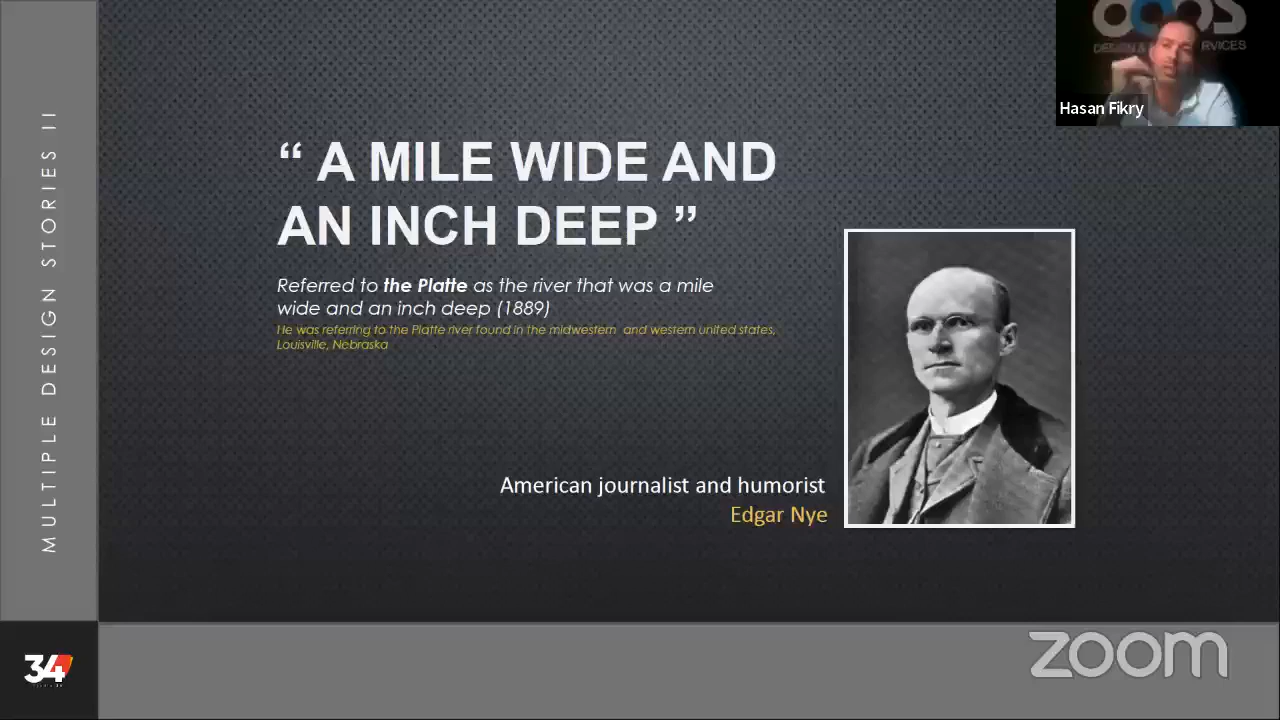 DESIGN &
RVICES
Hasan Fikry
MULTIPLE DESIGN STORIES II
“ A MILE WIDE AND
AN INCH DEEP ”
Referred to the Platte as the river that was a mile
wide and an inch deep (1889)
He was referring to the Platte river found in the midwestern and western united states,
Louisville, Nebraska
American journalist and humorist
Edgar Nye
34
zoom